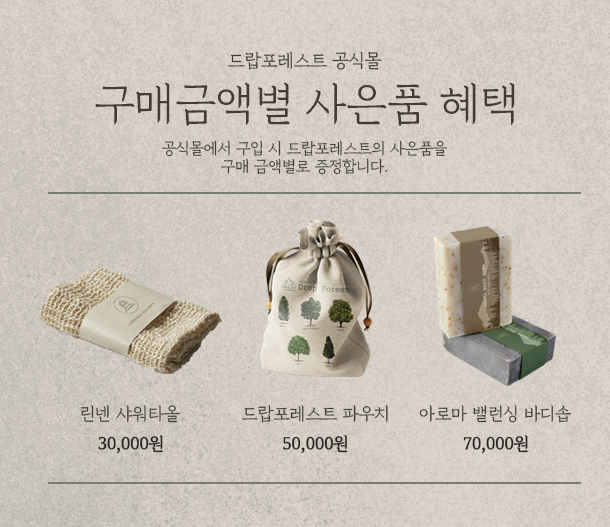 드랍포레스트 공식몰
구매금액별 사은품 혜택
공식몰에서 구입 시 드랍포레스트의 사은품을
구매 금액별로 증정합니다.
Drop Forest
린넨 샤워타올
드랍포레스트 파우치
아로마 밸런싱 바디솝
30,000원
50,000원
70,000원